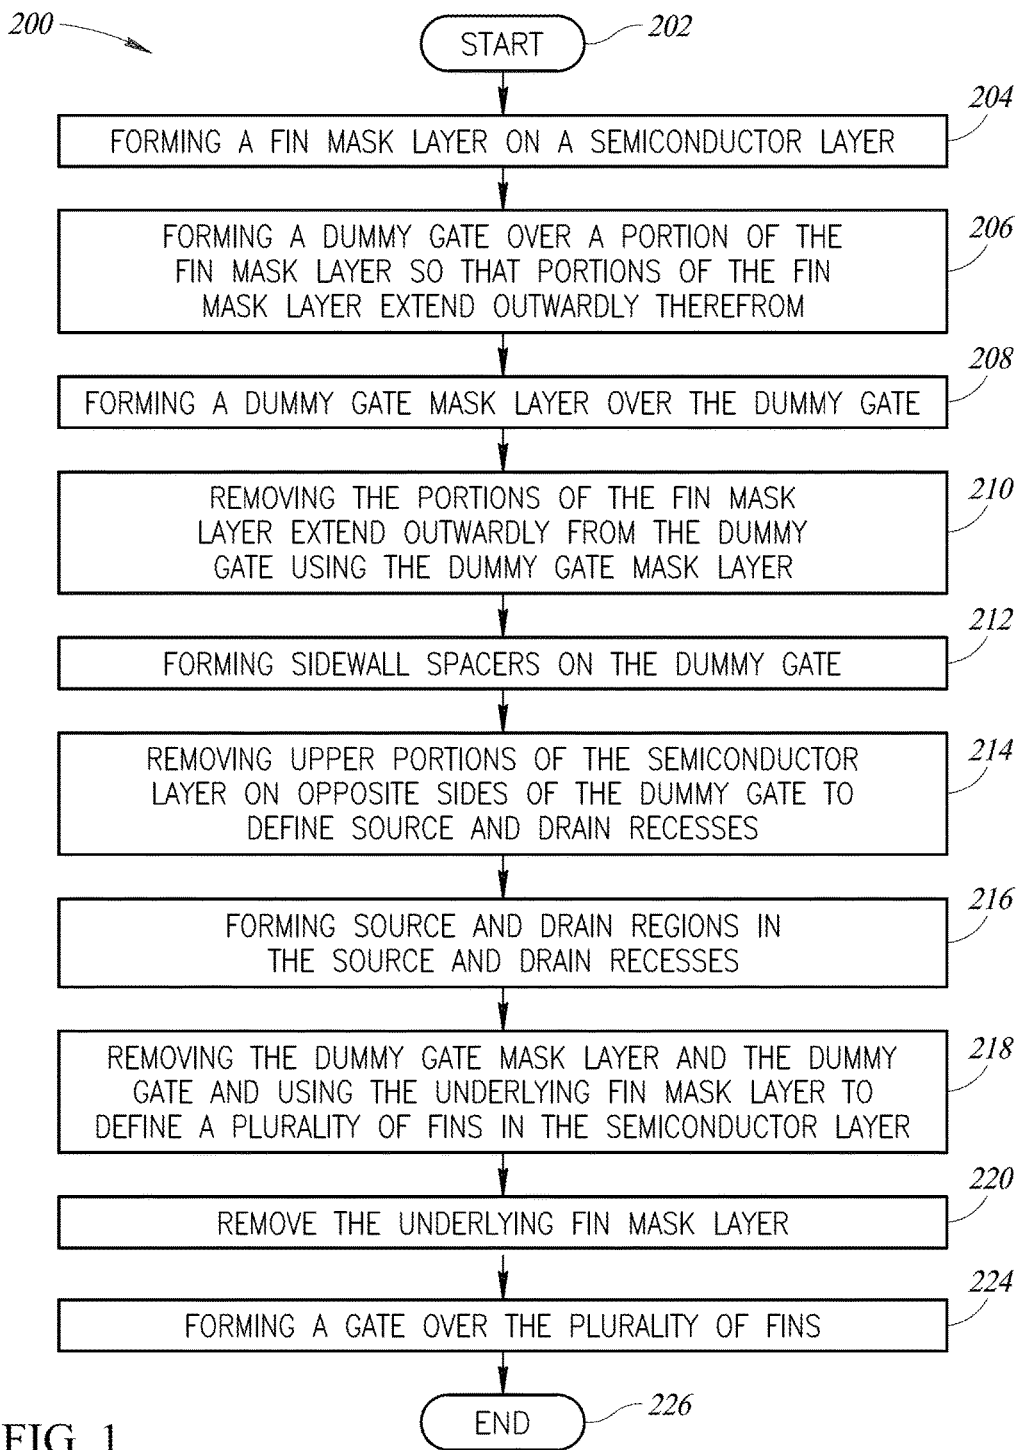 200
START
202
204
FORMING A FIN MASK LAYER ON A SEMICONDUCTOR LAYER
206
FORMING A DUMMY GATE OVER A PORTION OF THE
FIN MASK LAYER SO THAT PORTIONS OF THE FIN
MASK LAYER EXTEND OUTWARDLY THEREFROM
208
FORMING A DUMMY GATE MASK LAYER OVER THE DUMMY GATE
210
REMOVING THE PORTIONS OF THE FIN MASK
LAYER EXTEND OUTWARDLY FROM THE DUMMY
GATE USING THE DUMMY GATE MASK LAYER
212
FORMING SIDEWALL SPACERS ON THE DUMMY GATE
214
REMOVING UPPER PORTIONS OF THE SEMICONDUCTOR
LAYER ON OPPOSITE SIDES OF THE DUMMY GATE TO
DEFINE SOURCE AND DRAIN RECESSES
216
FORMING SOURCE AND DRAIN REGIONS IN
THE SOURCE AND DRAIN RECESSES
218
REMOVING THE DUMMY GATE MASK LAYER AND THE DUMMY
GATE AND USING THE UNDERLYING FIN MASK LAYER TO
DEFINE A PLURALITY OF FINS IN THE SEMICONDUCTOR LAYER
220
REMOVE THE UNDERLYING FIN MASK LAYER
224
FORMING A GATE OVER THE PLURALITY OF FINS
END
226
FIG. 1